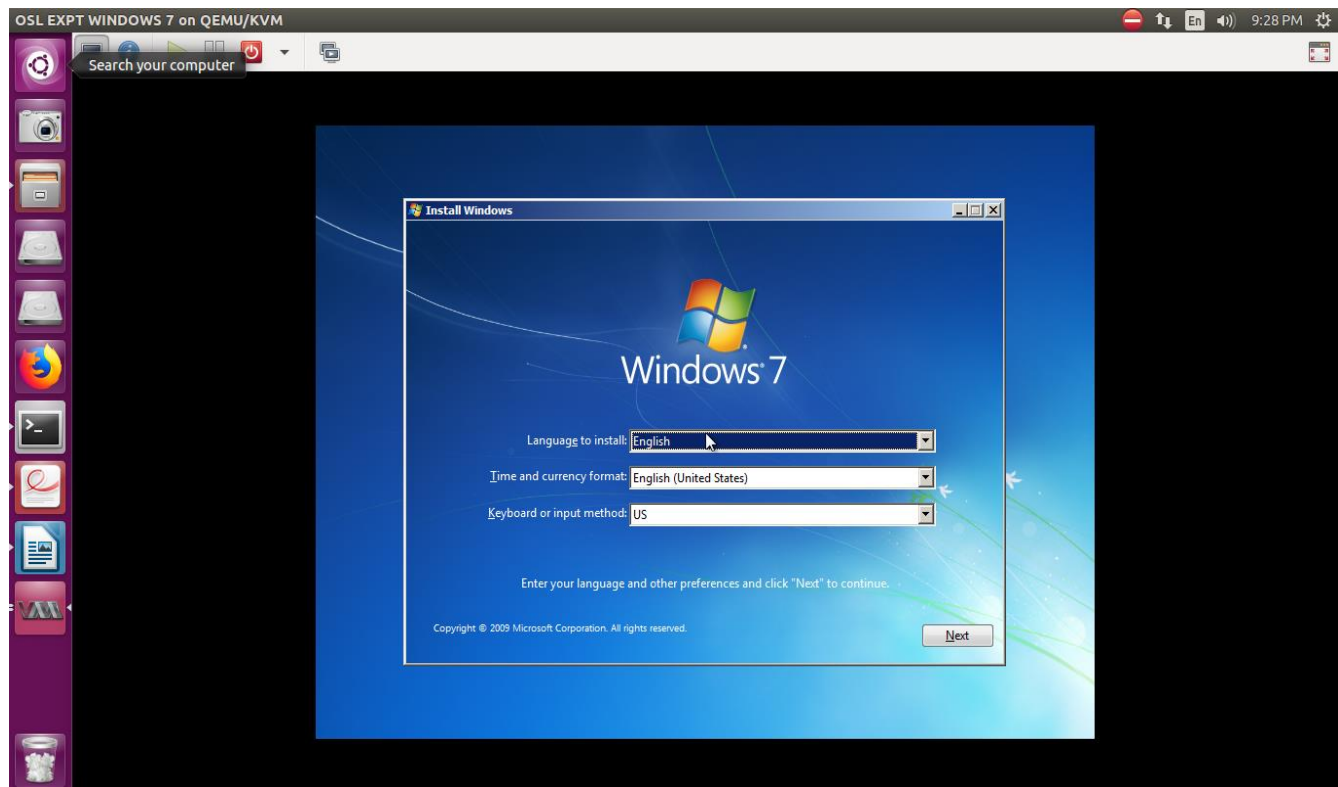 OSL EXPT WINDOWS 7 on QEMU/KVM
En 9:28 PM
Search your computer
Install Windows
Windows 7
Language to install: English
Time and currency format: English (United States)
Keyboard or input method: US
Enter your language and other preferences and click "Next" to continue.
Copyright © 2009 Microsoft Corporation. All rights reserved.
Next